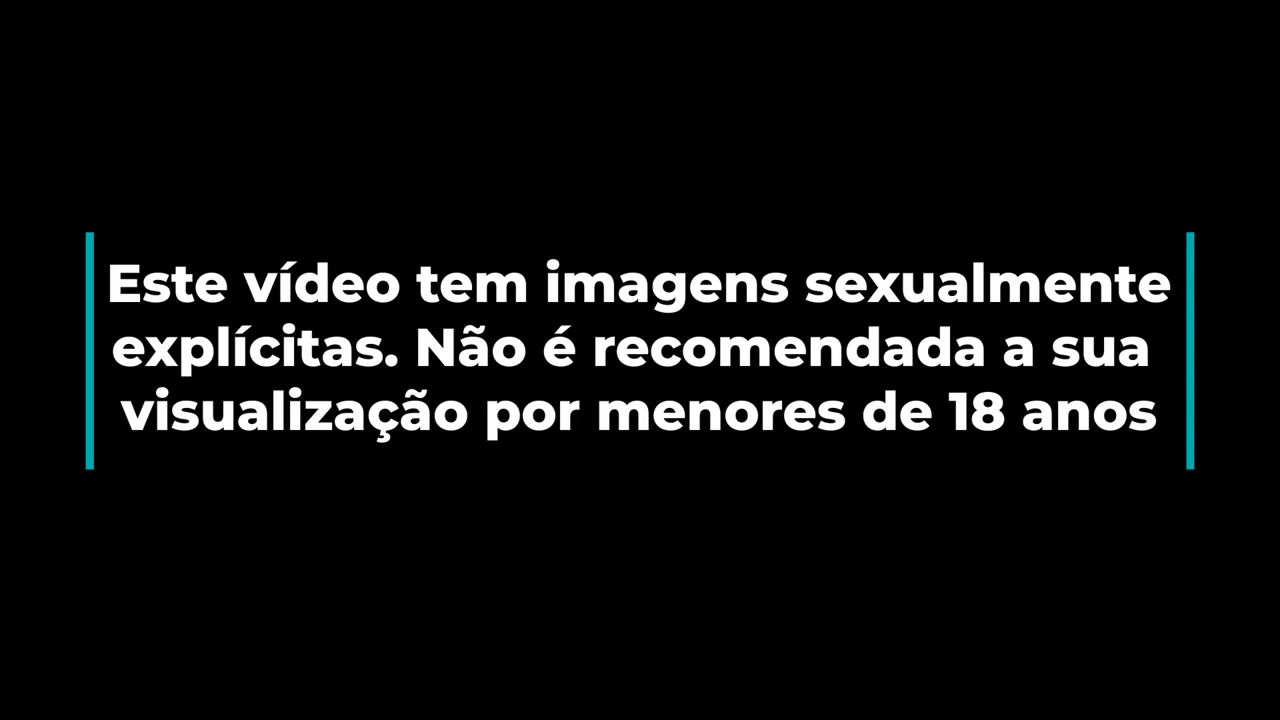 Este vídeo tem imagens sexualmente
explícitas. Não é recomendada a sua
visualização por menores de 18 anos